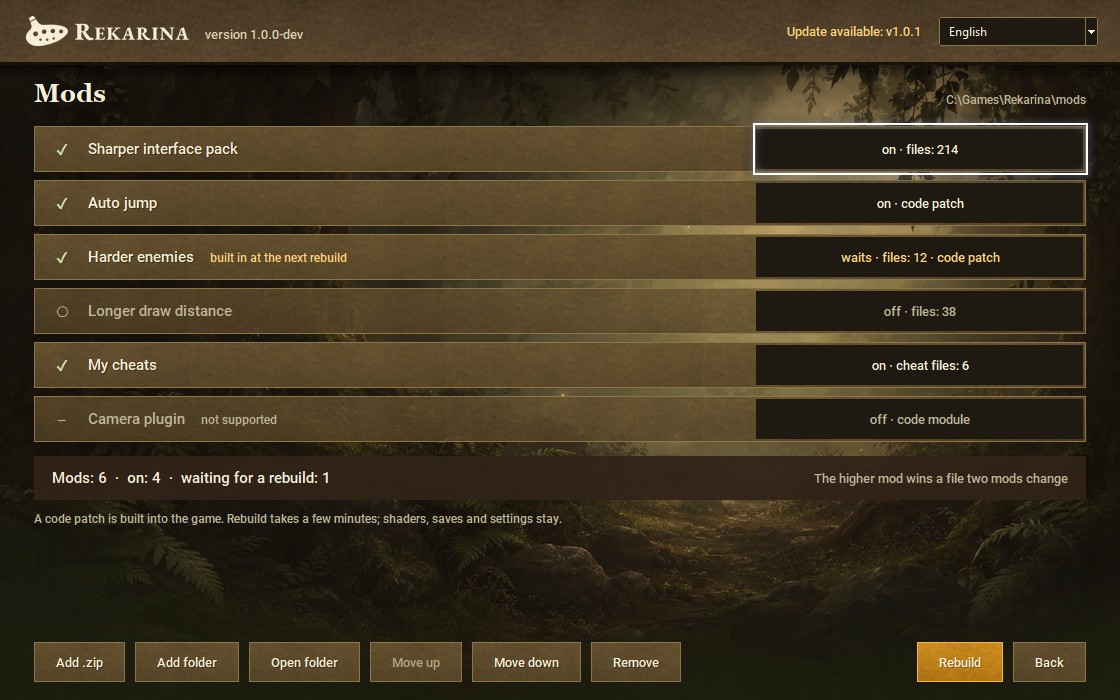 REKARINA version 1.0.0-dev Update available: v1.0.1 English
Mods C:\Games\Rekarina\mods
✓ Sharper interface pack on · files: 214
✓ Auto jump on · code patch
✓ Harder enemies built in at the next rebuild waits · files: 12 · code patch
○ Longer draw distance off · files: 38
✓ My cheats on · cheat files: 6
– Camera plugin not supported off · code module
Mods: 6 · on: 4 · waiting for a rebuild: 1 The higher mod wins a file two mods change
A code patch is built into the game. Rebuild takes a few minutes; shaders, saves and settings stay.
Add .zip Add folder Open folder Move up Move down Remove Rebuild Back